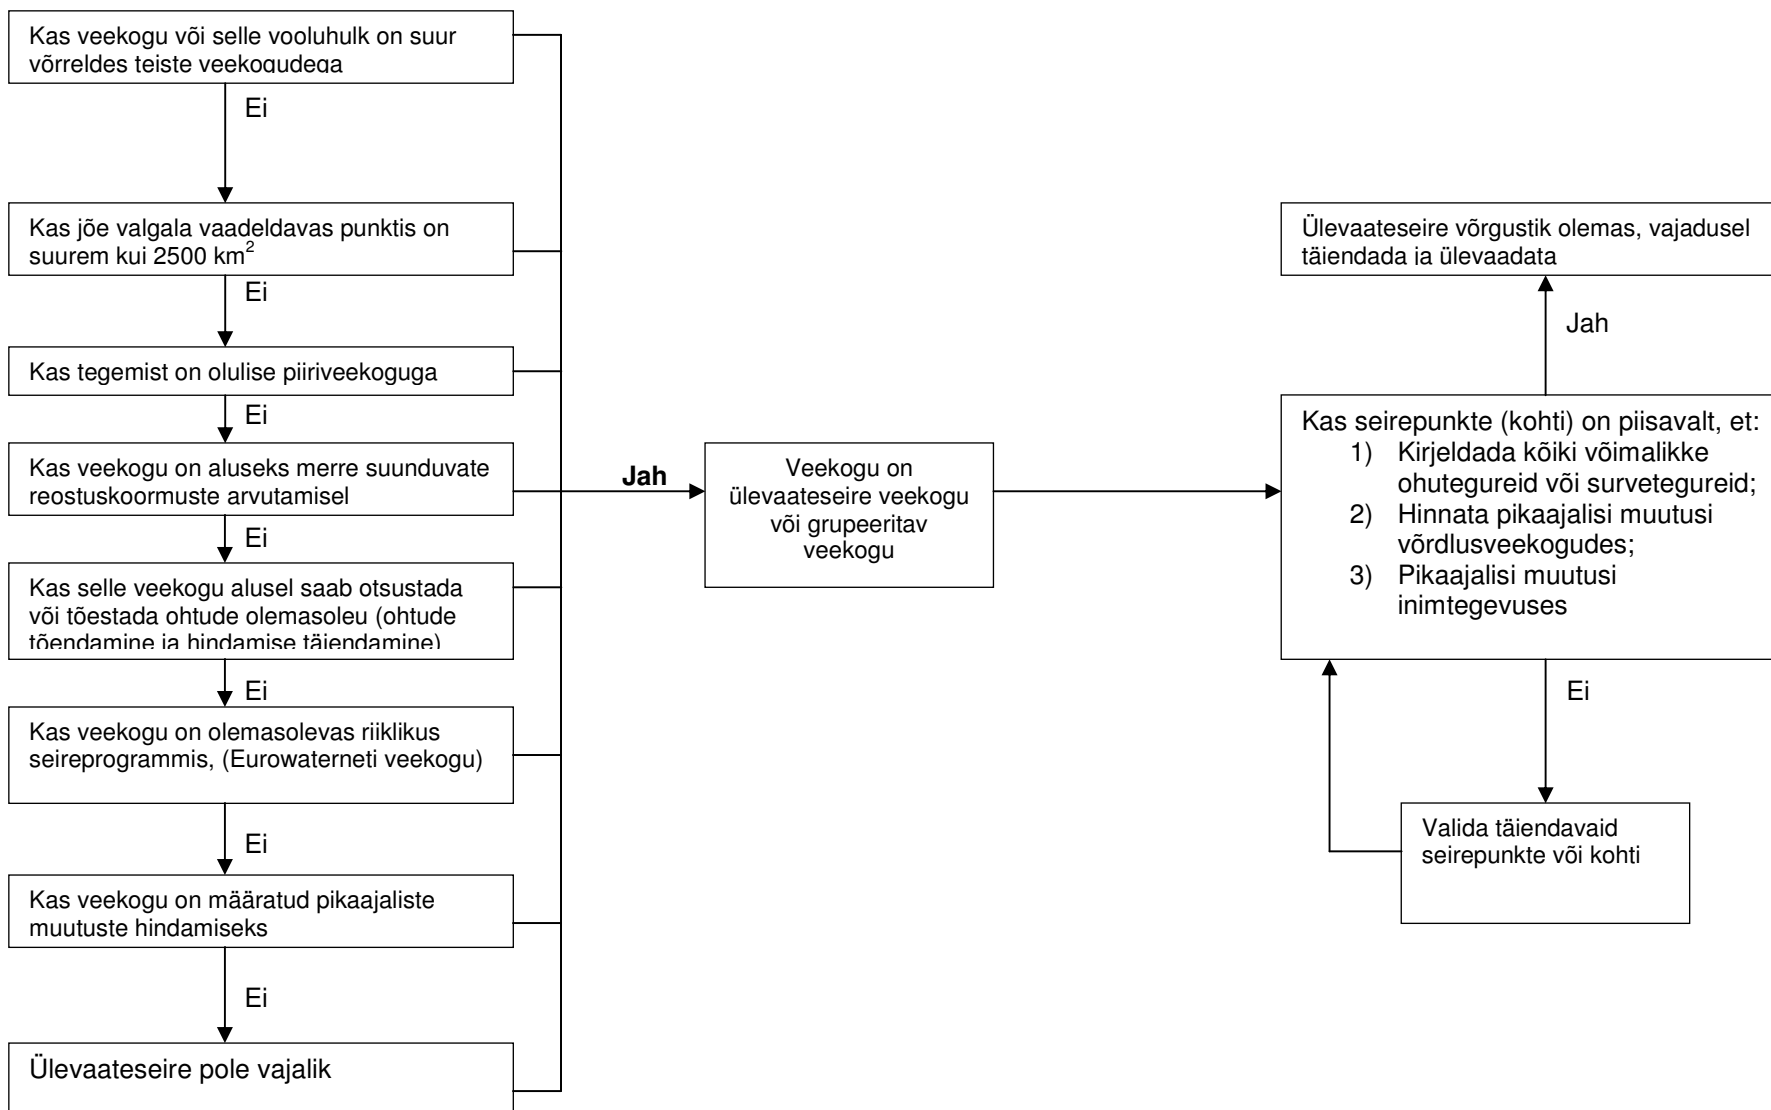 Kas veekogu või selle vooluhulk on suur
võrreldes teiste veekogudega
Ei
Kas jõe valgala vaadeldavas punktis on
suurem kui 2500 km²
Ei
Kas tegemist on olulise piiriveekoguga
Ei
Kas veekogu on aluseks merre suunduvate
reostuskoormuste arvutamisel
Ei
Kas selle veekogu alusel saab otsustada
või tõestada ohtude olemasoleu (ohtude
tõendamine ja hindamise täiendamine)
Ei
Kas veekogu on olemasolevas riiklikus
seireprogrammis, (Eurowaterneti veekogu)
Ei
Kas veekogu on määratud pikaajaliste
muutuste hindamiseks
Ei
Ülevaateseire pole vajalik
Jah
Veekogu on
ülevaateseire veekogu
või grupeeritav
veekogu
Ülevaateseire võrgustik olemas, vajadusel
täiendada ja ülevaadata
Jah
Kas seirepunkte (kohti) on piisavalt, et:
1) Kirjeldada kõiki võimalikke
ohutegureid või survetegureid;
2) Hinnata pikaajalisi muutusi
võrdlusveekogudes;
3) Pikaajalisi muutusi
inimtegevuses
Ei
Valida täiendavaid
seirepunkte või kohti